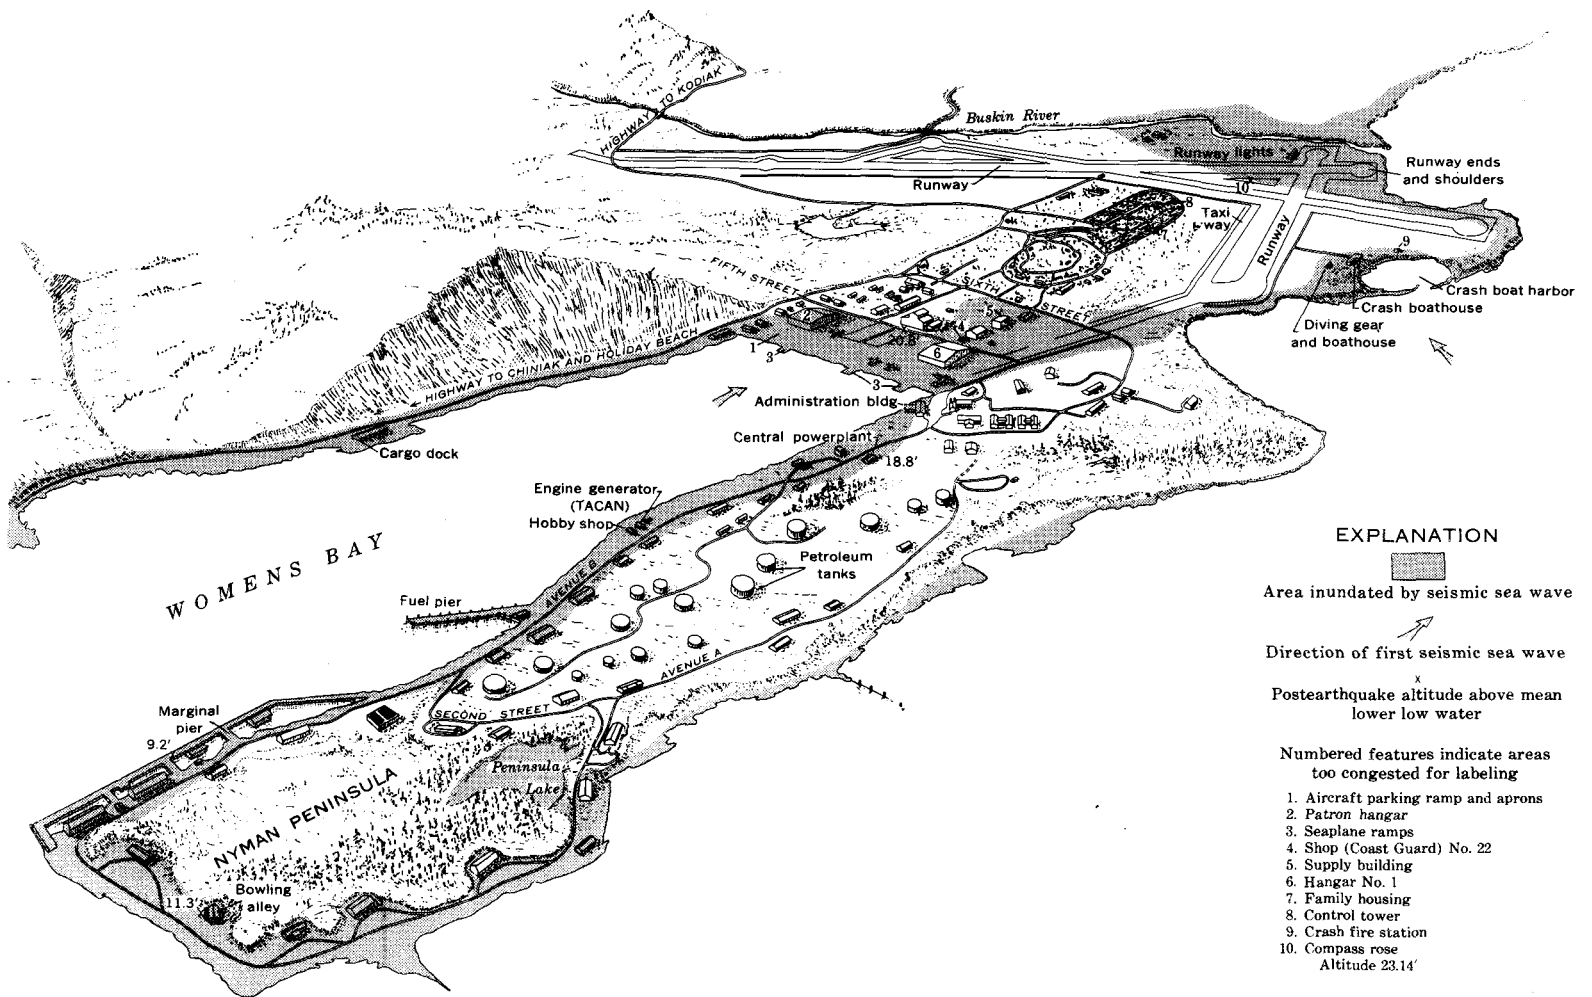 HIGHWAY TO KODIAK
Buskin River
Runway lights
Runway ends
and shoulders
Runway
10
8
Taxi
way
7
Runway
9
FIFTH STREET
SIXTH STREET
Crash boat harbor
Crash boathouse
Diving gear
and boathouse
2
5
4
20.8'
6
1
3
3
HIGHWAY TO CHINIAK AND HOLIDAY BEACH
Administration bldg
Central powerplant
18.8'
Cargo dock
Engine generator
(TACAN)
Hobby shop
WOMENS BAY
Petroleum
tanks
AVENUE B
Fuel pier
AVENUE A
SECOND STREET
Marginal
pier
9.2'
Peninsula
Lake
NYMAN PENINSULA
Bowling
alley
11.3'
EXPLANATION
Area inundated by seismic sea wave
Direction of first seismic sea wave
x
Postearthquake altitude above mean
lower low water
Numbered features indicate areas
too congested for labeling
1. Aircraft parking ramp and aprons
2. Patron hangar
3. Seaplane ramps
4. Shop (Coast Guard) No. 22
5. Supply building
6. Hangar No. 1
7. Family housing
8. Control tower
9. Crash fire station
10. Compass rose
Altitude 23.14'